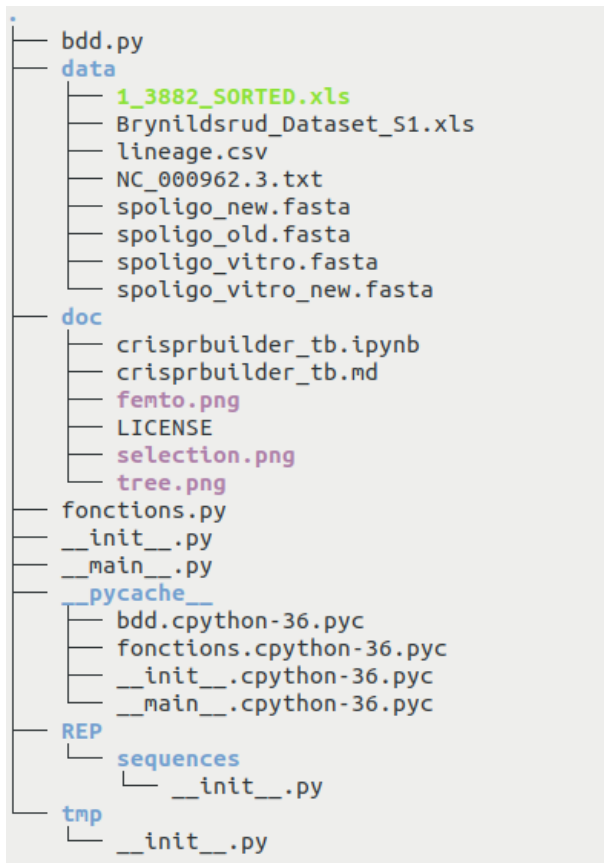 .
bdd.py
data
1_3882_SORTED.xls
Brynildsrud_Dataset_S1.xls
lineage.csv
NC_000962.3.txt
spoligo_new.fasta
spoligo_old.fasta
spoligo_vitro.fasta
spoligo_vitro_new.fasta
doc
crisprbuilder_tb.ipynb
crisprbuilder_tb.md
femto.png
LICENSE
selection.png
tree.png
fonctions.py
__init__.py
__main__.py
__pycache__
bdd.cpython-36.pyc
fonctions.cpython-36.pyc
__init__.cpython-36.pyc
__main__.cpython-36.pyc
REP
sequences
__init__.py
tmp
__init__.py